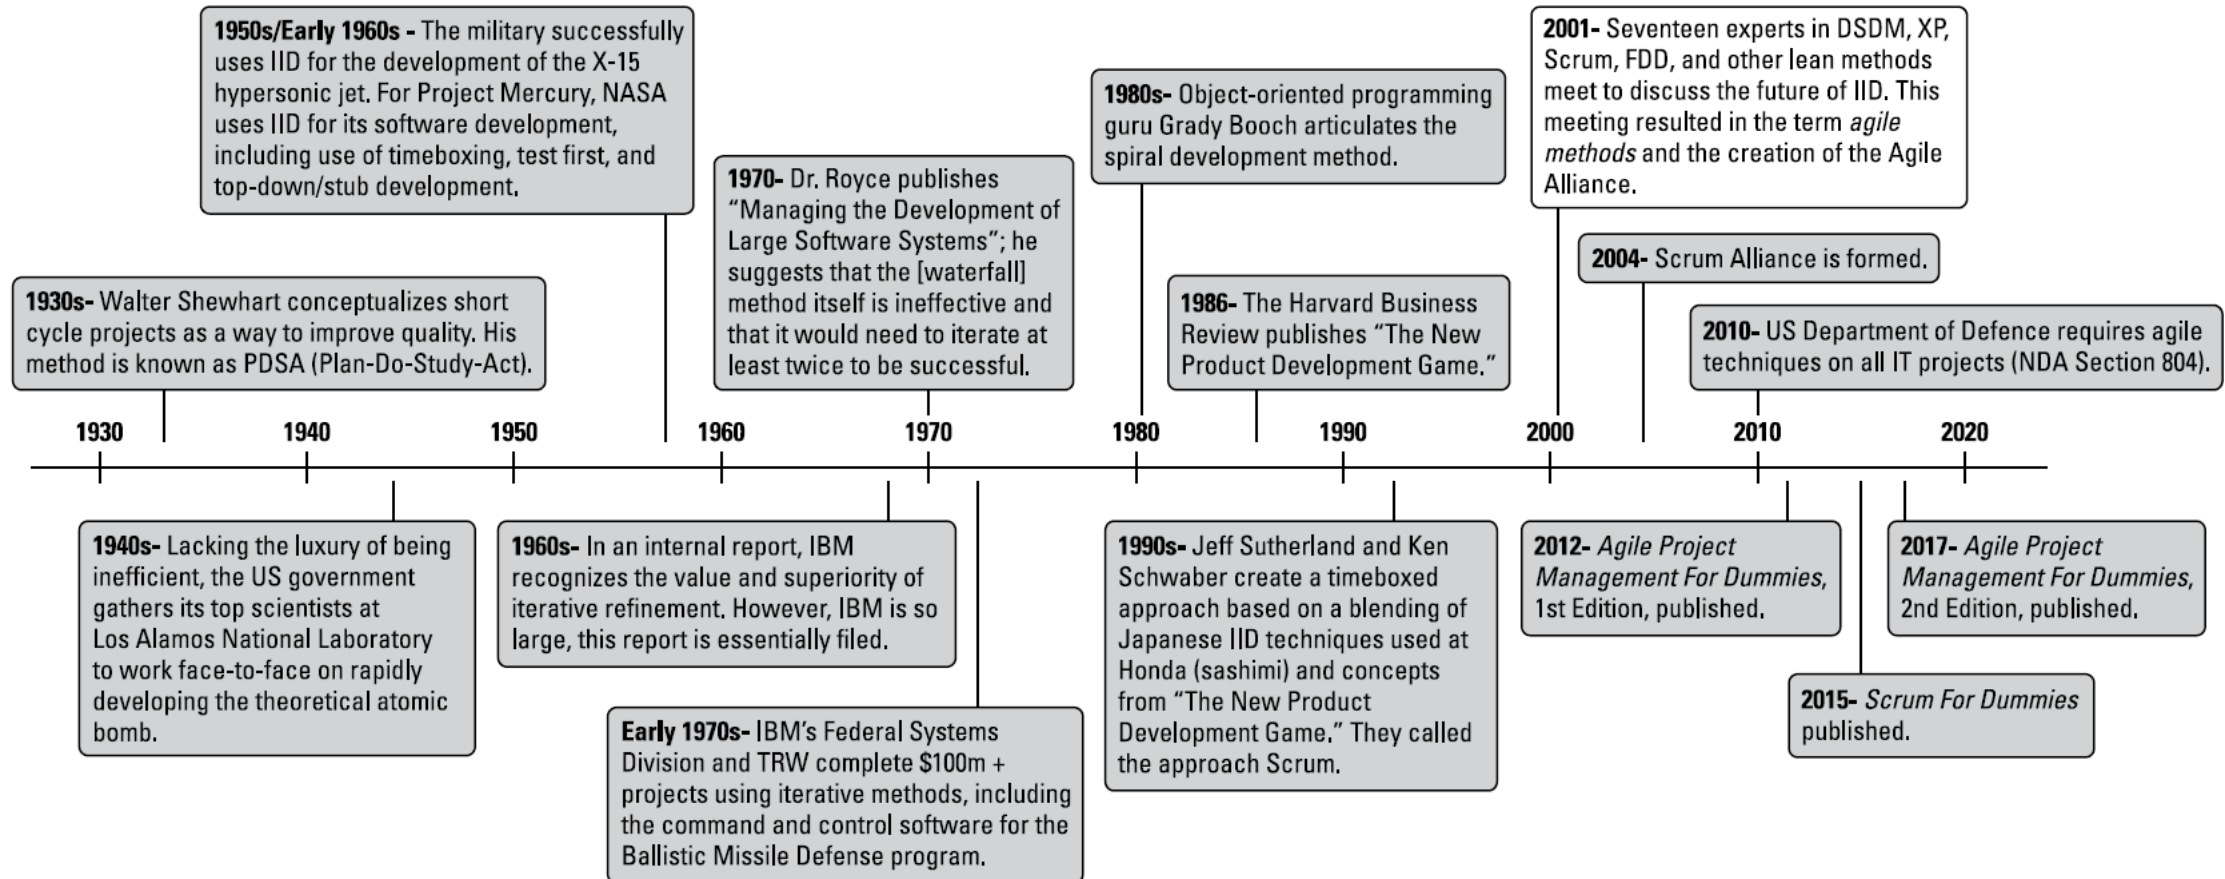 1950s/Early 1960s - The military successfully
uses IID for the development of the X-15
hypersonic jet. For Project Mercury, NASA
uses IID for its software development,
including use of timeboxing, test first, and
top-down/stub development.
2001- Seventeen experts in DSDM, XP,
Scrum, FDD, and other lean methods
meet to discuss the future of IID. This
meeting resulted in the term agile
methods and the creation of the Agile
Alliance.
1980s- Object-oriented programming
guru Grady Booch articulates the
spiral development method.
1970- Dr. Royce publishes
“Managing the Development of
Large Software Systems”; he
suggests that the [waterfall]
method itself is ineffective and
that it would need to iterate at
least twice to be successful.
2004- Scrum Alliance is formed.
1930s- Walter Shewhart conceptualizes short
cycle projects as a way to improve quality. His
method is known as PDSA (Plan-Do-Study-Act).
1986- The Harvard Business
Review publishes “The New
Product Development Game.”
2010- US Department of Defence requires agile
techniques on all IT projects (NDA Section 804).
1930 1940 1950 1960 1970 1980 1990 2000 2010 2020
1940s- Lacking the luxury of being
inefficient, the US government
gathers its top scientists at
Los Alamos National Laboratory
to work face-to-face on rapidly
developing the theoretical atomic
bomb.
1960s- In an internal report, IBM
recognizes the value and superiority of
iterative refinement. However, IBM is so
large, this report is essentially filed.
1990s- Jeff Sutherland and Ken
Schwaber create a timeboxed
approach based on a blending of
Japanese IID techniques used at
Honda (sashimi) and concepts
from “The New Product
Development Game.” They called
the approach Scrum.
2012- Agile Project
Management For Dummies,
1st Edition, published.
2017- Agile Project
Management For Dummies,
2nd Edition, published.
2015- Scrum For Dummies
published.
Early 1970s- IBM’s Federal Systems
Division and TRW complete $100m +
projects using iterative methods, including
the command and control software for the
Ballistic Missile Defense program.